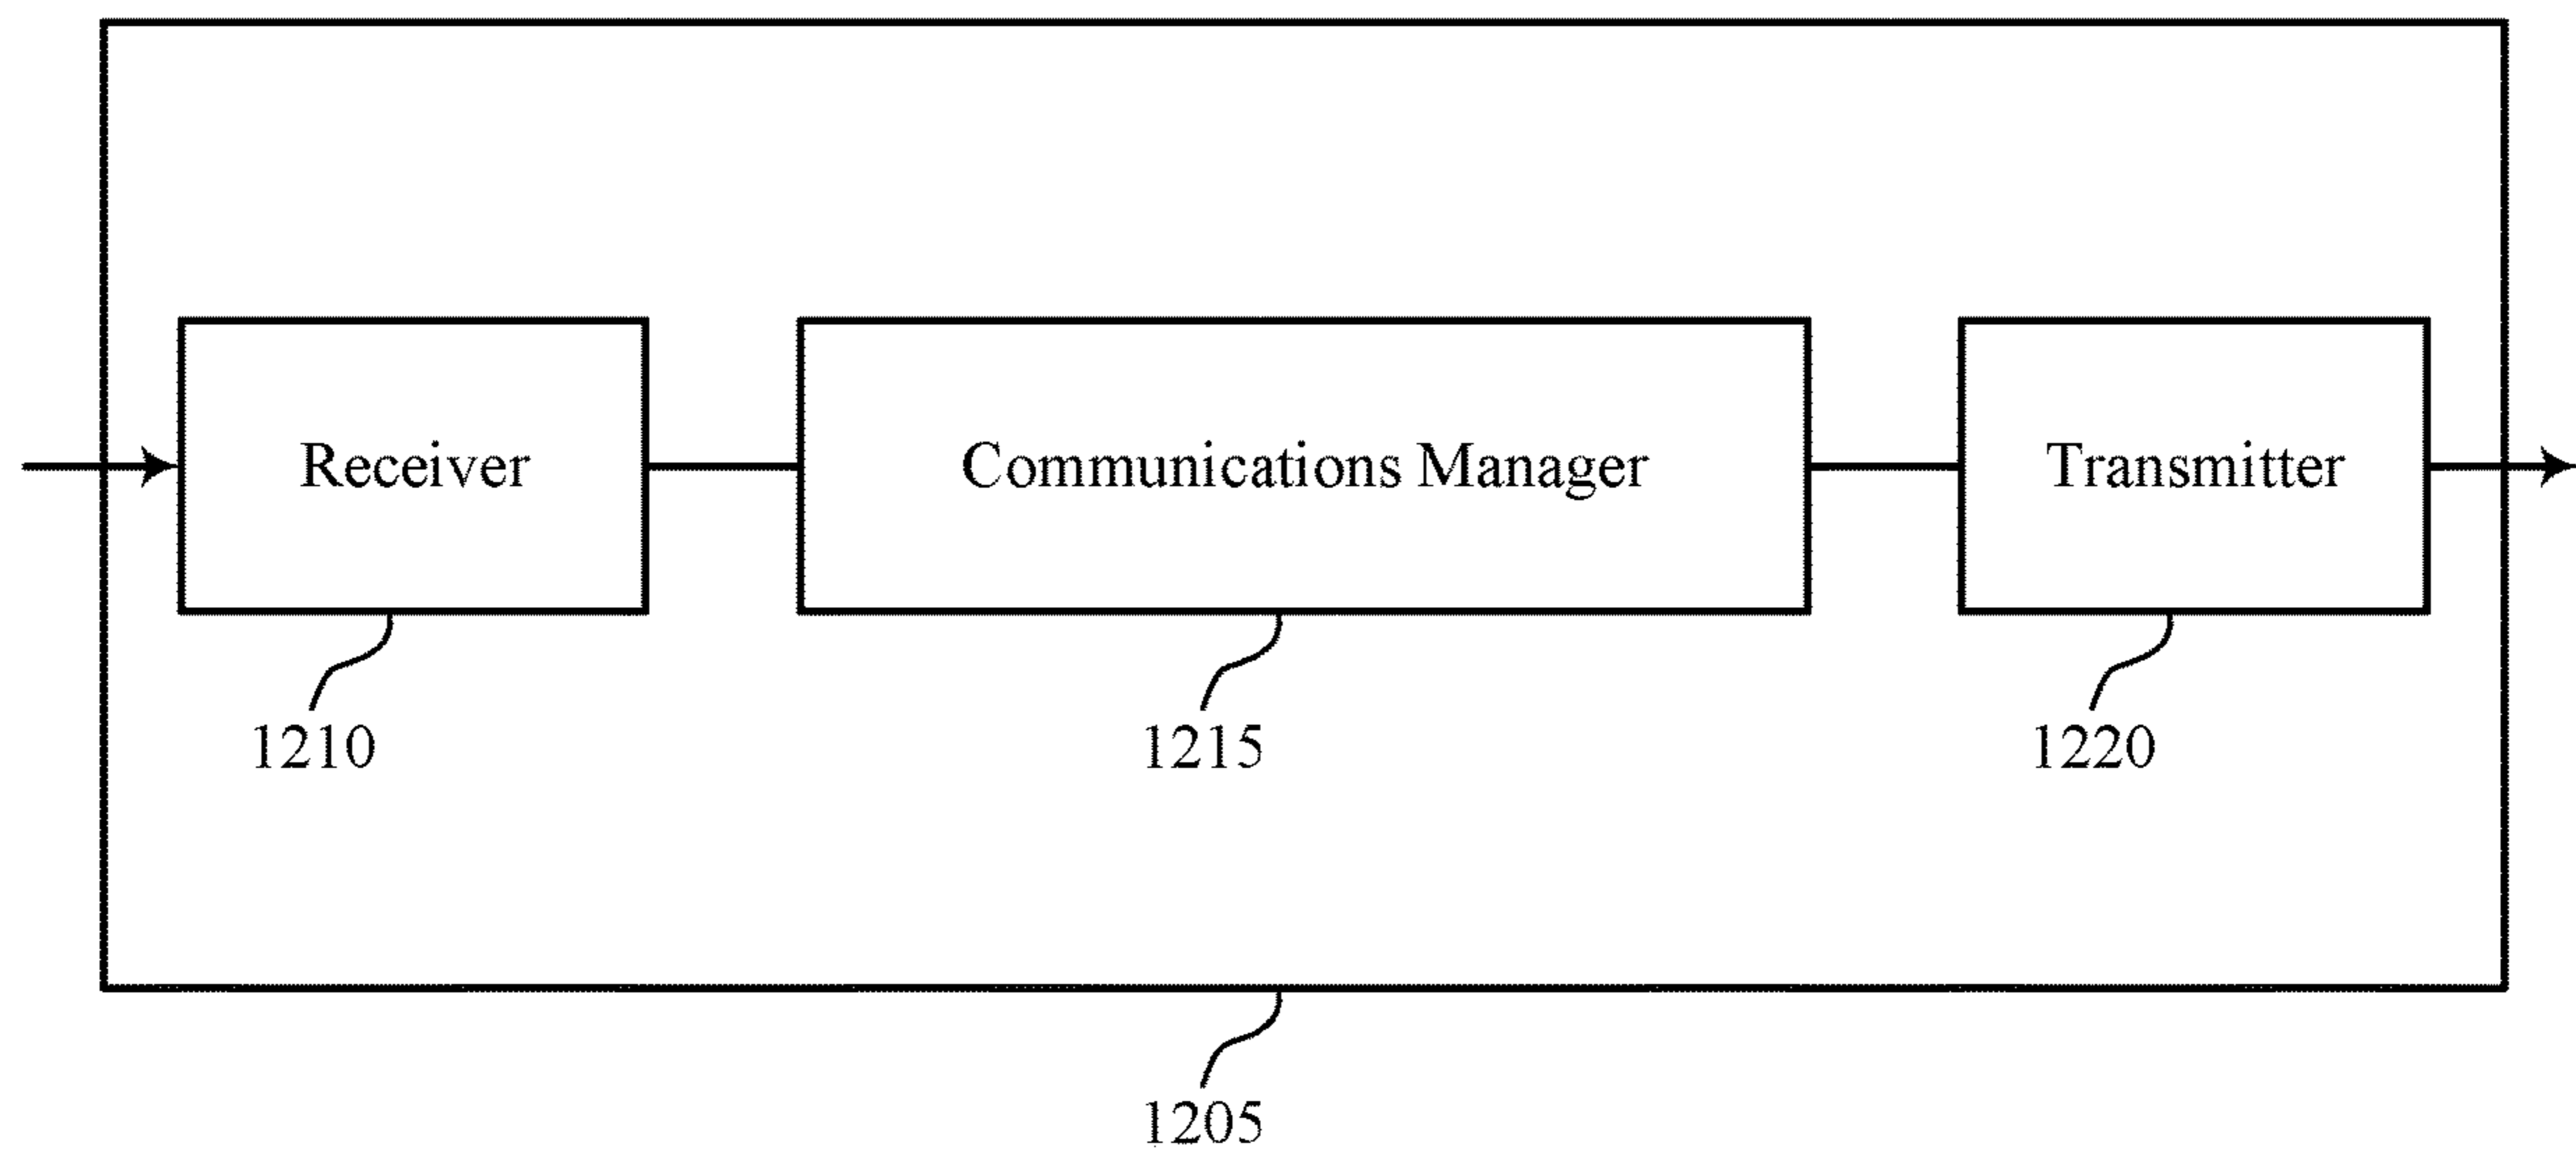 Receiver
Communications Manager
Transmitter
1210
1215
1220
1205